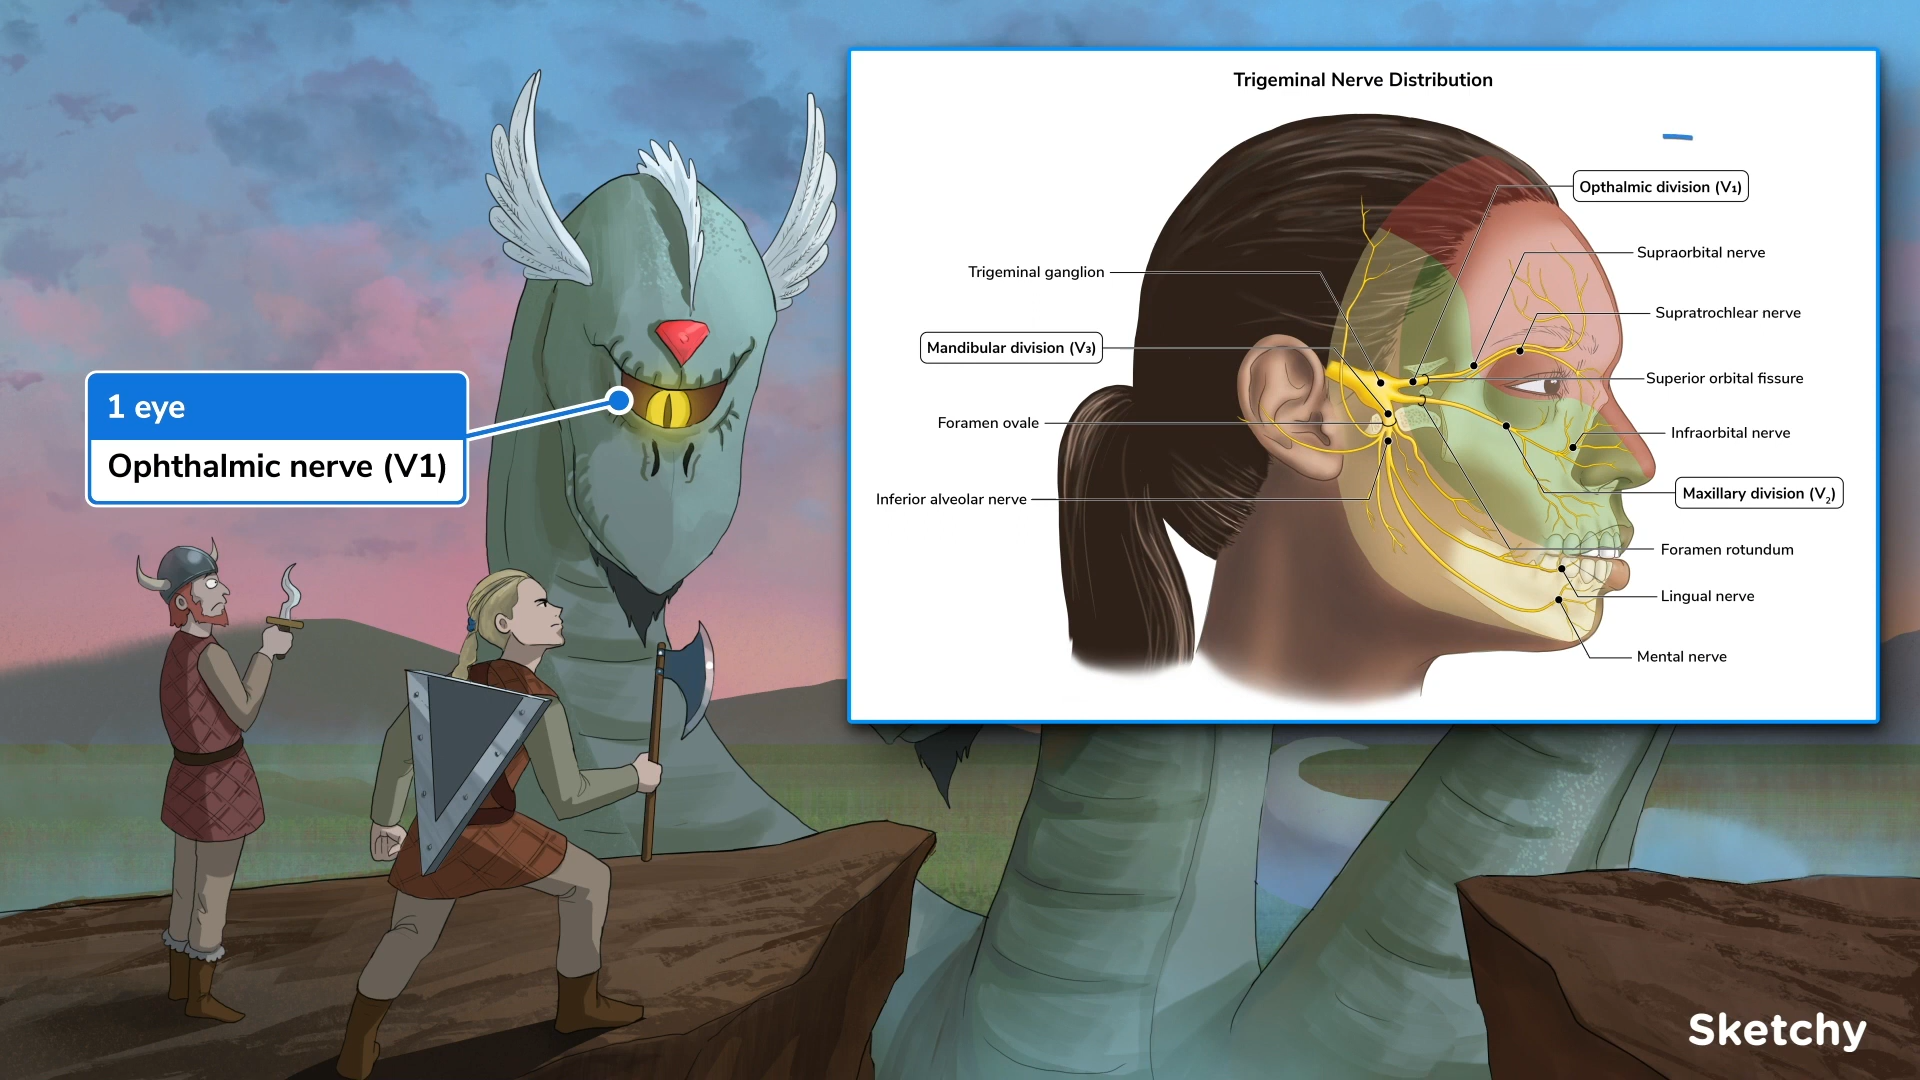 1 eye
Ophthalmic nerve (V1)
Trigeminal Nerve Distribution
Opthalmic division (V₁)
Supraorbital nerve
Trigeminal ganglion
Supratrochlear nerve
Mandibular division (V₃)
Superior orbital fissure
Foramen ovale
Infraorbital nerve
Inferior alveolar nerve
Maxillary division (V₂)
Foramen rotundum
Lingual nerve
Mental nerve
Sketchy